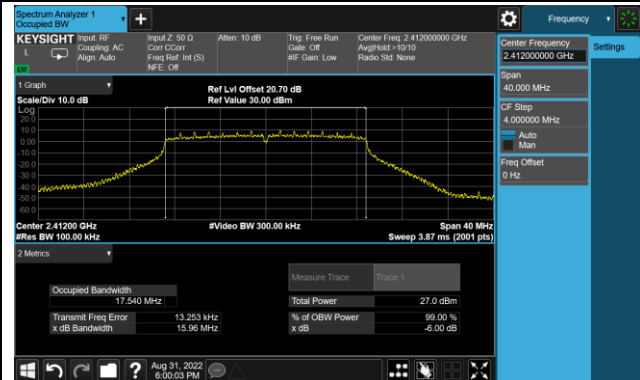 Spectrum Analyzer 1
Occupied BW
Frequency
KEYSIGHT
L
LXI
Input: RF
Coupling: AC
Align: Auto
Input Z: 50 Ω
Corr CCorr
Freq Ref: Int (S)
NFE: Off
Atten: 10 dB
Trig: Free Run
Gate: Off
#IF Gain: Low
Center Freq: 2.412000000 GHz
Avg|Hold:>10/10
Radio Std: None
Center Frequency
2.412000000 GHz
Settings
Span
40.000 MHz
CF Step
4.000000 MHz
Auto
Man
Freq Offset
0 Hz
1 Graph
Scale/Div 10.0 dB
Ref Lvl Offset 20.70 dB
Ref Value 30.00 dBm
Log
20.0
10.0
0.00
-10.0
-20.0
-30.0
-40.0
-50.0
-60.0
Center 2.41200 GHz
#Res BW 100.00 kHz
#Video BW 300.00 kHz
Span 40 MHz
Sweep 3.87 ms (2001 pts)
2 Metrics
Measure Trace
Trace 1
Occupied Bandwidth
17.540 MHz
Total Power
27.0 dBm
Transmit Freq Error
13.253 kHz
% of OBW Power
99.00 %
x dB Bandwidth
15.96 MHz
x dB
-6.00 dB
?
Aug 31, 2022
6:00:03 PM